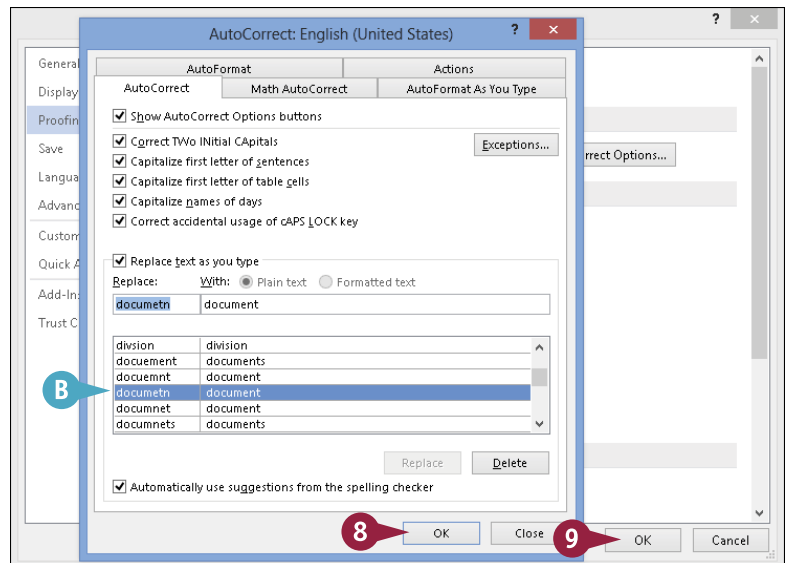 ? ×
AutoCorrect: English (United States) ? ×
General
Display
Proofin
Save
Langua
Advanc
Custom
Quick A
Add-In
Trust C
AutoFormat Actions
AutoCorrect Math AutoCorrect AutoFormat As You Type
Show AutoCorrect Options buttons
Correct TWo INitial CApitals
Exceptions...
Capitalize first letter of sentences
Capitalize first letter of table cells
Capitalize names of days
Correct accidental usage of cAPS LOCK key
rrect Options...
Replace text as you type
Replace: With: Plain text Formatted text
documetn document
divsion division
docuement documents
docuemnt document
B
documetn document
documnet document
documnets documents
Replace Delete
Automatically use suggestions from the spelling checker
8 OK Close
9 OK Cancel